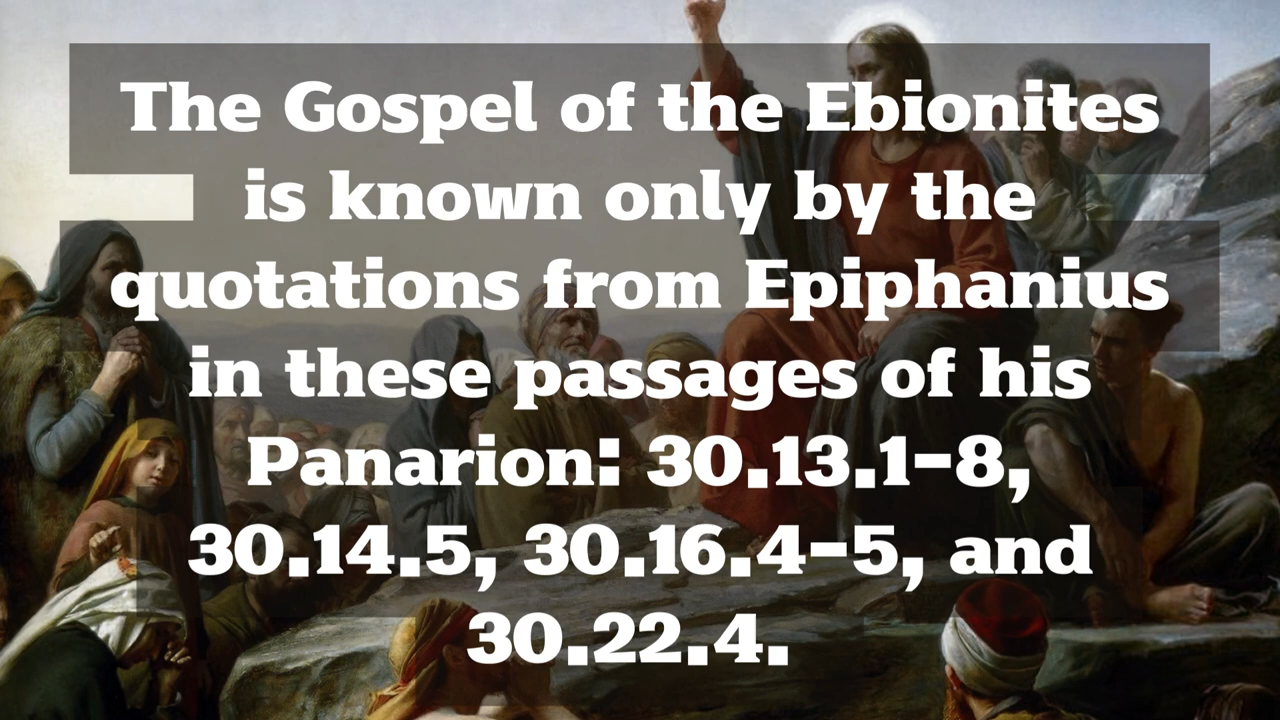 The Gospel of the Ebionites
is known only by the
quotations from Epiphanius
in these passages of his
Panarion: 30.13.1–8,
30.14.5, 30.16.4–5, and
30.22.4.